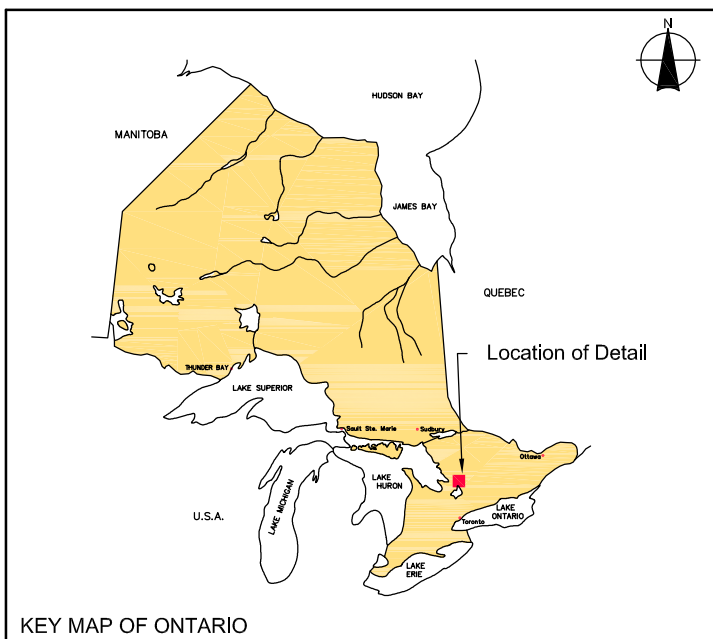 N
HUDSON BAY
MANITOBA
JAMES BAY
QUEBEC
Location of Detail
THUNDER BAY
LAKE SUPERIOR
Sault Ste. Marie
Sudbury
Ottawa
LAKE
HURON
LAKE MICHIGAN
U.S.A.
LAKE
ONTARIO
Toronto
LAKE
ERIE
KEY MAP OF ONTARIO